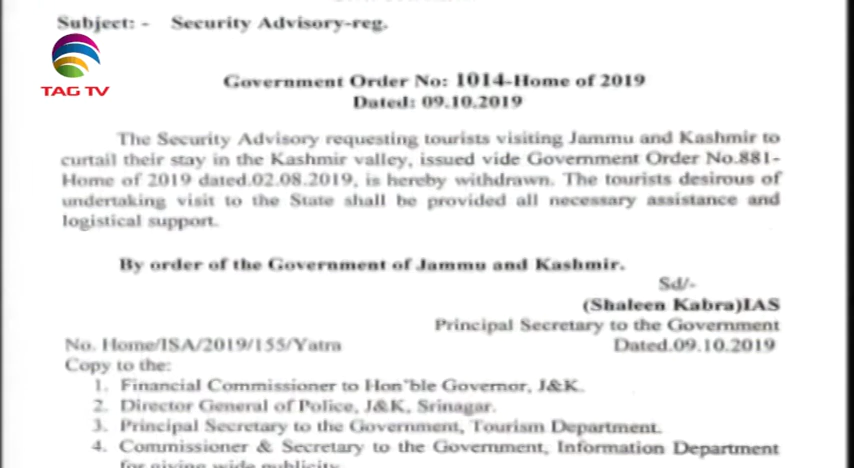 Subject: - Security Advisory-reg.
TAG TV
Government Order No: 1014-Home of 2019
Dated: 09.10.2019
The Security Advisory requesting tourists visiting Jammu and Kashmir to
curtail their stay in the Kashmir valley, issued vide Government Order No.881-
Home of 2019 dated.02.08.2019, is hereby withdrawn. The tourists desirous of
undertaking visit to the State shall be provided all necessary assistance and
logistical support.
By order of the Government of Jammu and Kashmir.
Sd/-
(Shaleen Kabra)IAS
Principal Secretary to the Government
No. Home/ISA/2019/155/Yatra Dated.09.10.2019
Copy to the:
1. Financial Commissioner to Hon'ble Governor, J&K.
2. Director General of Police, J&K, Srinagar.
3. Principal Secretary to the Government, Tourism Department.
4. Commissioner & Secretary to the Government, Information Department
for giving wide publicity